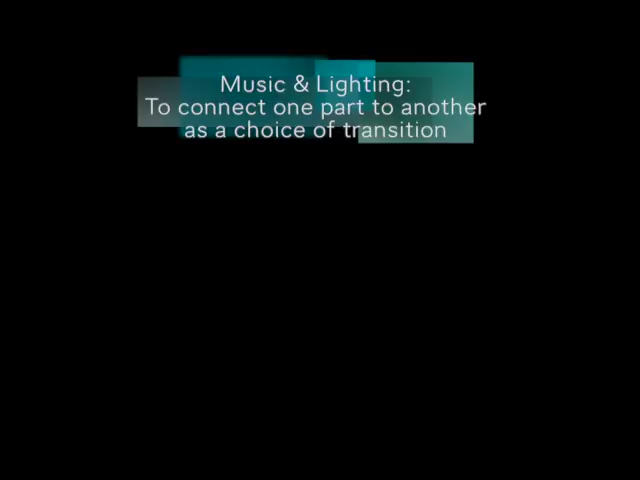 Music & Lighting:
To connect one part to another
as a choice of transition